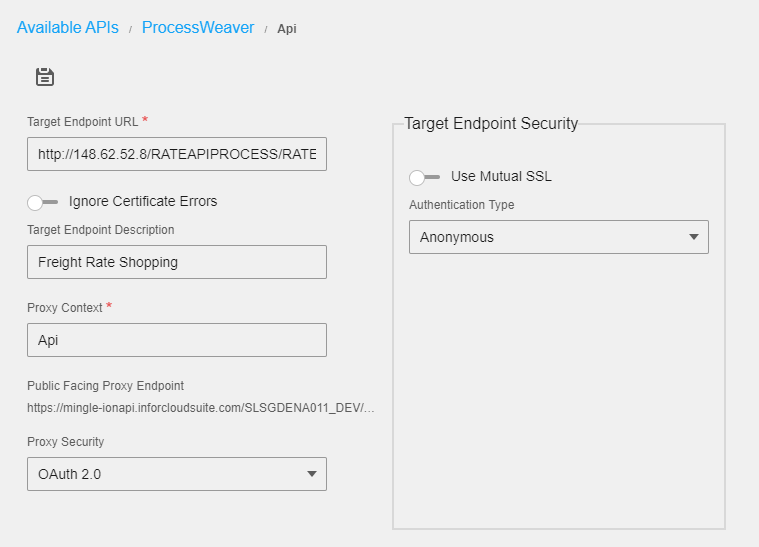 Available APIs / ProcessWeaver / Api
Target Endpoint URL *
http://148.62.52.8/RATEAPIPROCESS/RATE
Ignore Certificate Errors
Target Endpoint Description
Freight Rate Shopping
Proxy Context *
Api
Public Facing Proxy Endpoint
https://mingle-ionapi.inforcloudsuite.com/SLSGDENA011_DEV/...
Proxy Security
OAuth 2.0
Target Endpoint Security
Use Mutual SSL
Authentication Type
Anonymous